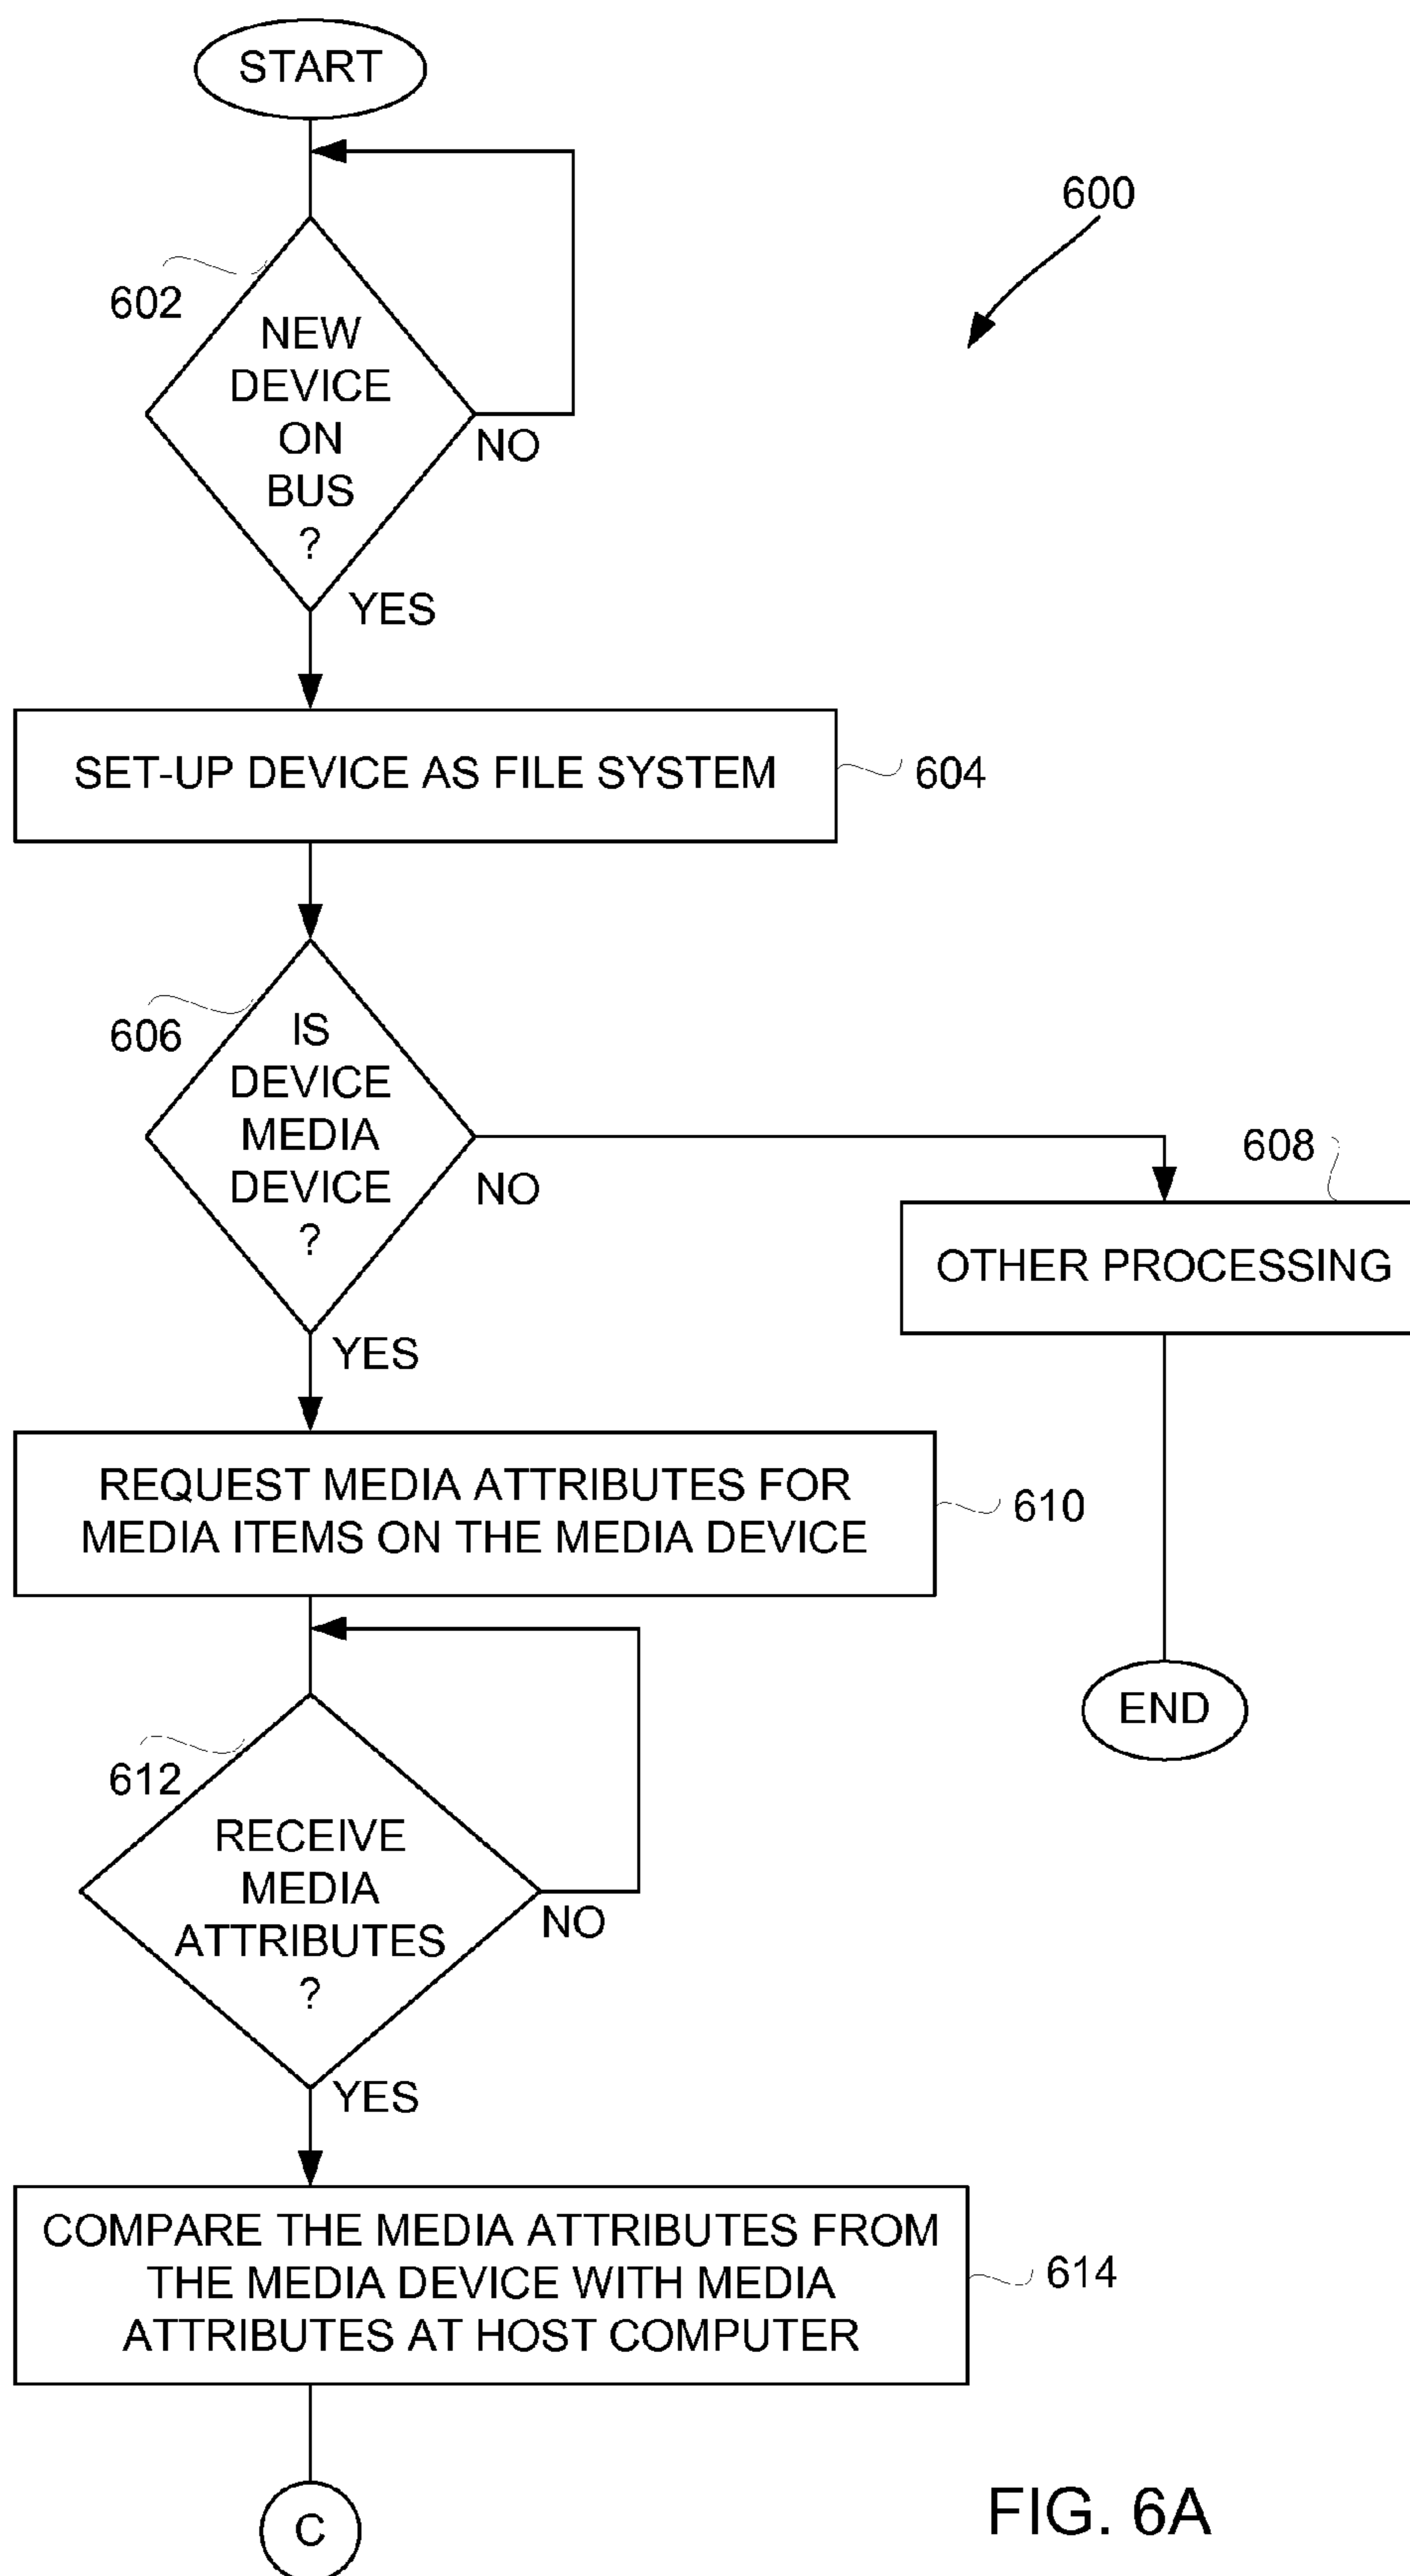 START
600
602
NEW
DEVICE
ON
BUS
?
NO
YES
SET-UP DEVICE AS FILE SYSTEM
604
606
IS
DEVICE
MEDIA
DEVICE
?
NO
YES
608
OTHER PROCESSING
REQUEST MEDIA ATTRIBUTES FOR
MEDIA ITEMS ON THE MEDIA DEVICE
610
END
612
RECEIVE
MEDIA
ATTRIBUTES
?
NO
YES
COMPARE THE MEDIA ATTRIBUTES FROM
THE MEDIA DEVICE WITH MEDIA
ATTRIBUTES AT HOST COMPUTER
614
C
FIG. 6A